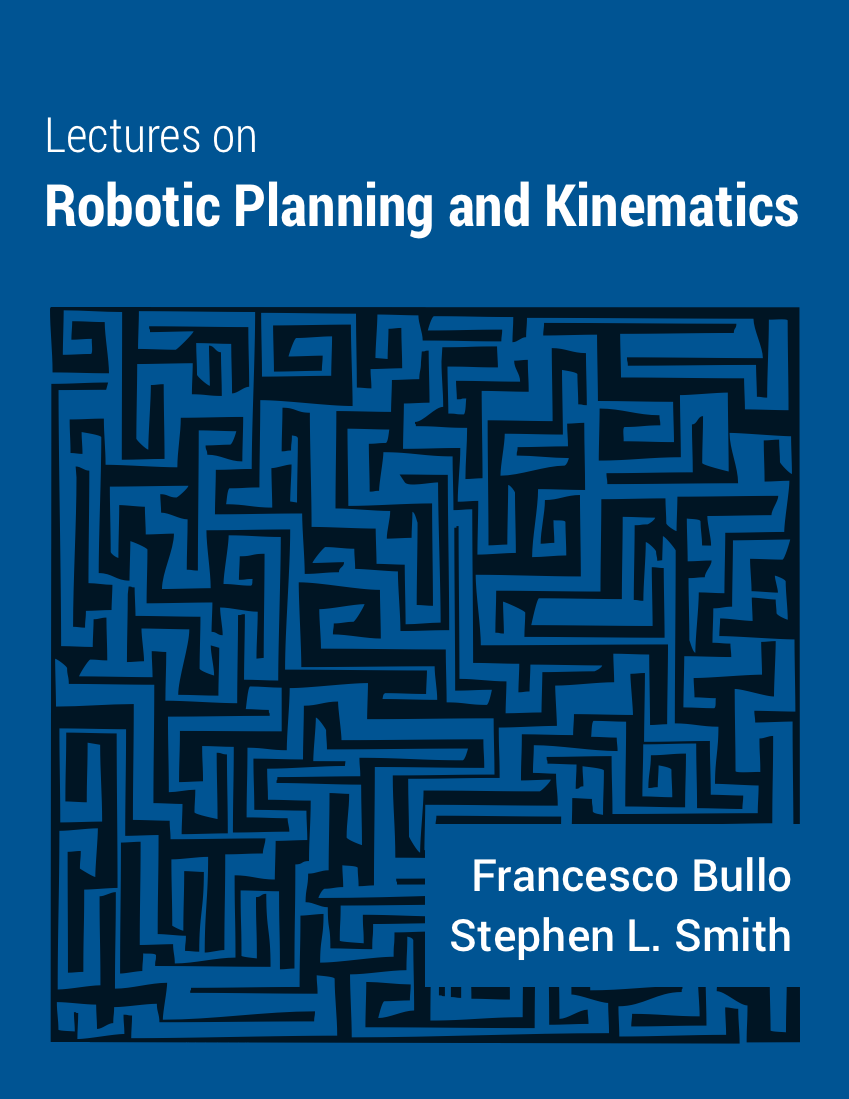 Lectures on
Robotic Planning and Kinematics
Francesco Bullo
Stephen L. Smith